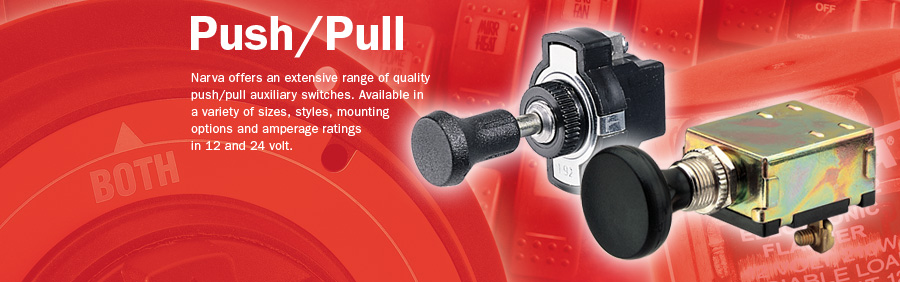 Push/Pull
Narva offers an extensive range of quality
push/pull auxiliary switches. Available in
a variety of sizes, styles, mounting
options and amperage ratings
in 12 and 24 volt.
BOTH
OFF
FLASHER